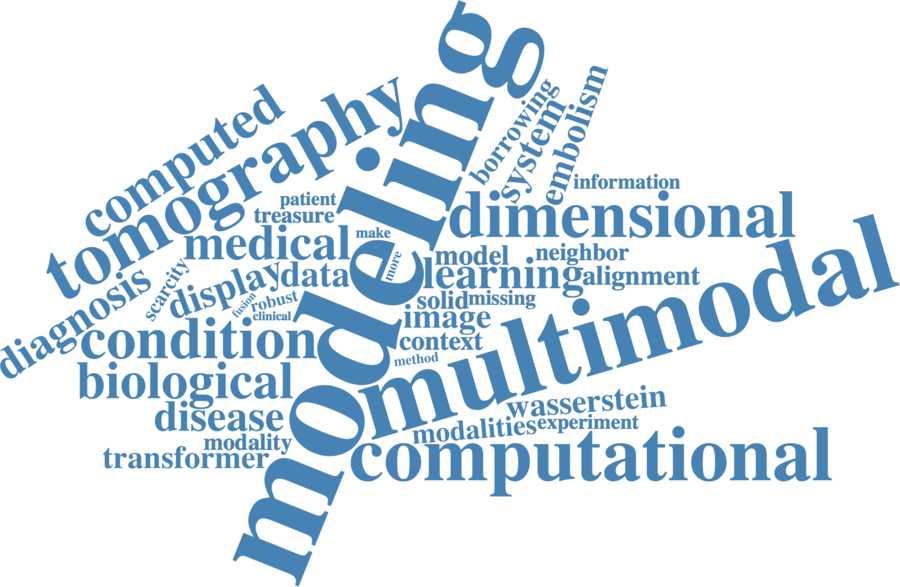 modeling
borrowing
system
embolism
computed
tomography
information
patient
treasure
make
dimensional
medical
more
model
neighbor
scarcity
display
data
learning
alignment
diagnosis
fusion
robust
clinical
solid
missing
image
condition
context
multimodal
method
biological
wasserstein
disease
modalities
experiment
modality
transformer
computational